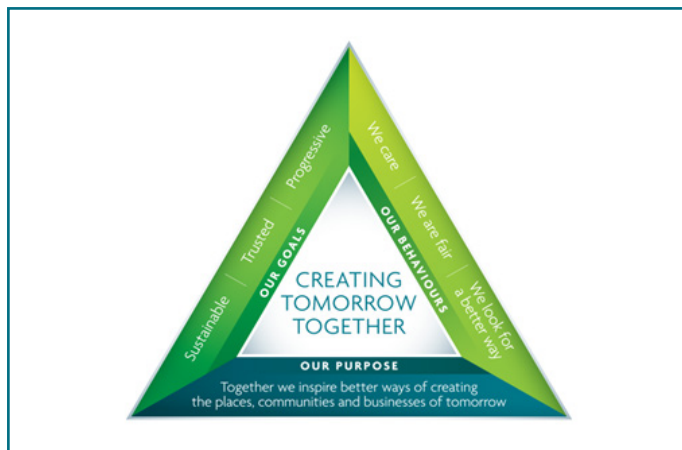 Sustainable | Trusted | Progressive
OUR GOALS
We care | We are fair | We look for
a better way
OUR BEHAVIOURS
CREATING
TOMORROW
TOGETHER
OUR PURPOSE
Together we inspire better ways of creating
the places, communities and businesses of tomorrow